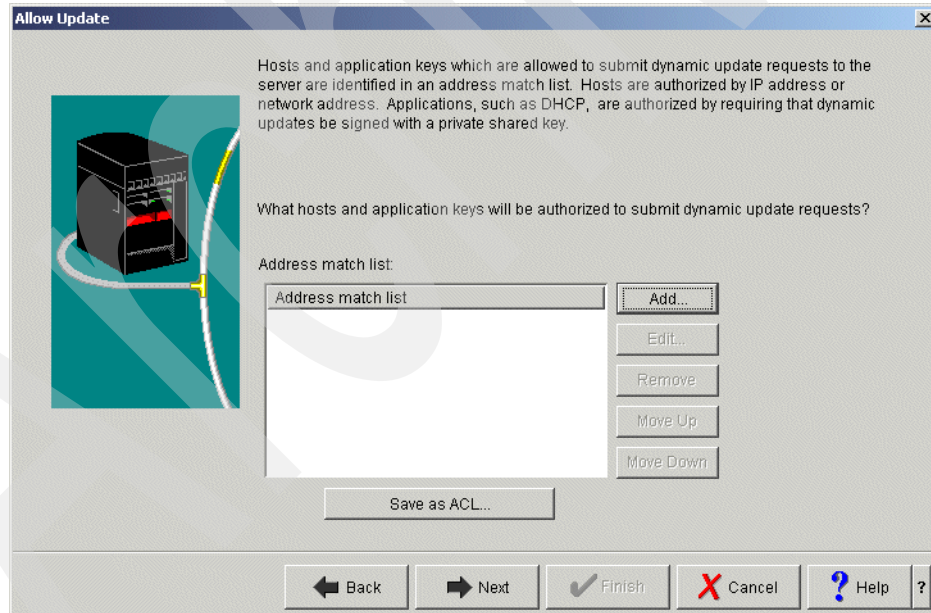 Allow Update
Hosts and application keys which are allowed to submit dynamic update requests to the
server are identified in an address match list. Hosts are authorized by IP address or
network address. Applications, such as DHCP, are authorized by requiring that dynamic
updates be signed with a private shared key.
What hosts and application keys will be authorized to submit dynamic update requests?
Address match list:
Address match list
Add...
Edit...
Remove
Move Up
Move Down
Save as ACL...
Back
Next
Finish
Cancel
? Help
?